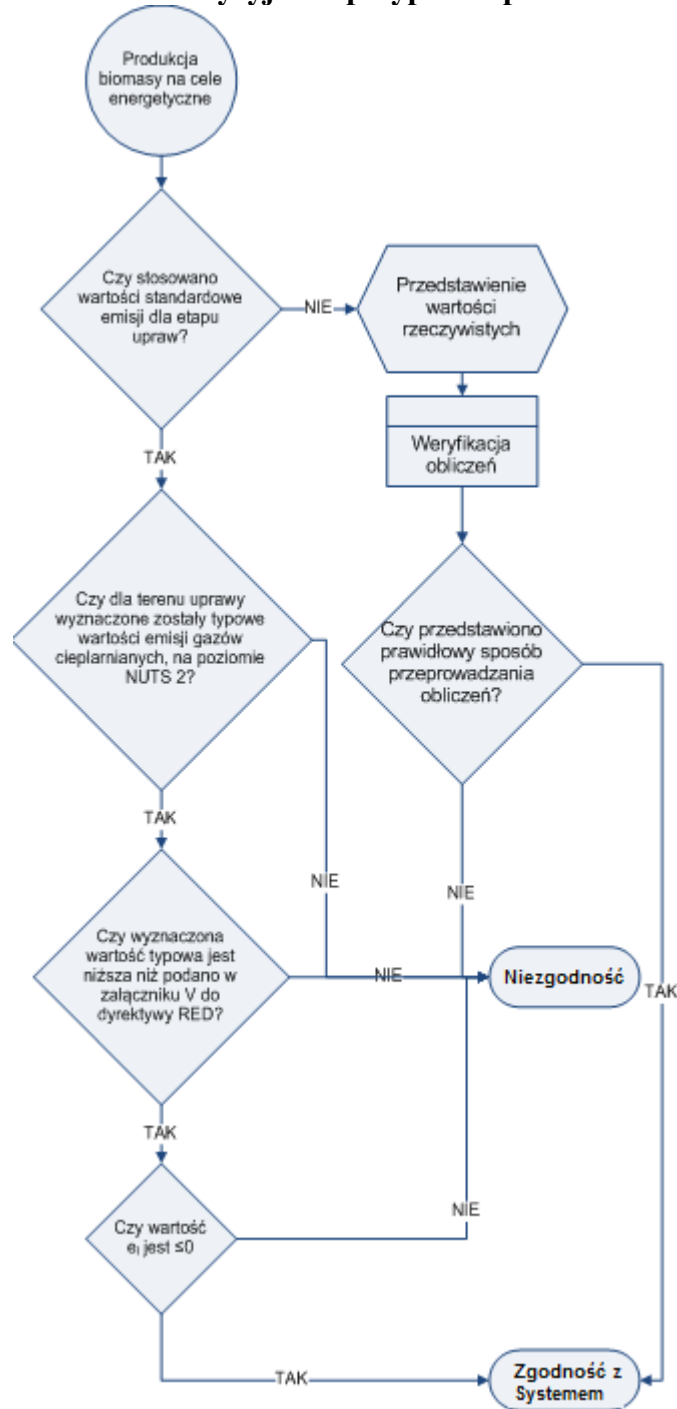 Produkcja
biomasy na cele
energetyczne
Czy stosowano
wartości standardowe
emisji dla etapu
upraw?
NIE
Przedstawienie
wartości
rzeczywistych
Weryfikacja
obliczeń
TAK
Czy dla terenu uprawy
wyznaczone zostały typowe
wartości emisji gazów
cieplarnianych, na poziomie
NUTS 2?
Czy przedstawiono
prawidłowy sposób
przeprowadzania
obliczeń?
TAK
NIE
NIE
Czy wyznaczona
wartość typowa jest
niższa niż podano w
załączniku V do
dyrektywy RED?
NIE
Niezgodność
TAK
TAK
Czy wartość
eₗ jest ≤0
NIE
TAK
Zgodność z
Systemem